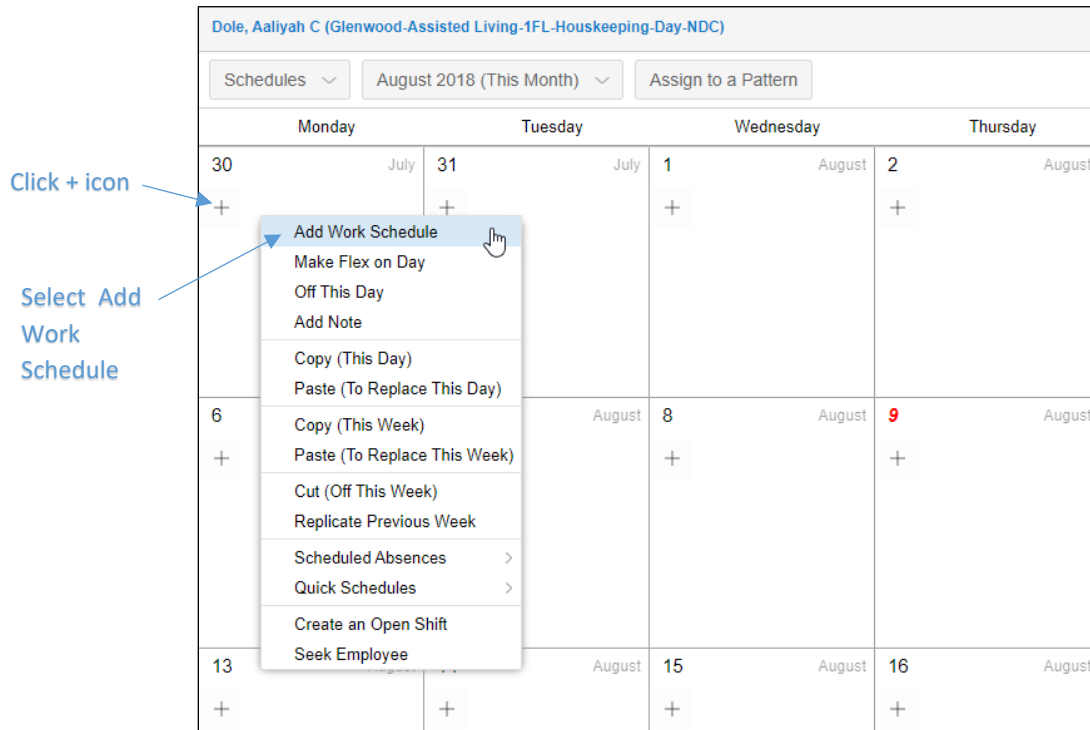 Dole, Aaliyah C (Glenwood-Assisted Living-1FL-Houskeeping-Day-NDC)
Schedules August 2018 (This Month) Assign to a Pattern
Monday Tuesday Wednesday Thursday
30 July 31 July 1 August 2 August
Click + icon
+ + + +
Add Work Schedule
Make Flex on Day
Off This Day
Add Note
Select Add
Work
Schedule
Copy (This Day)
Paste (To Replace This Day)
6 August 8 August 9 August
Copy (This Week)
Paste (To Replace This Week)
+ + +
Cut (Off This Week)
Replicate Previous Week
Scheduled Absences >
Quick Schedules >
Create an Open Shift
Seek Employee
13 August 15 August 16 August
+ + + +